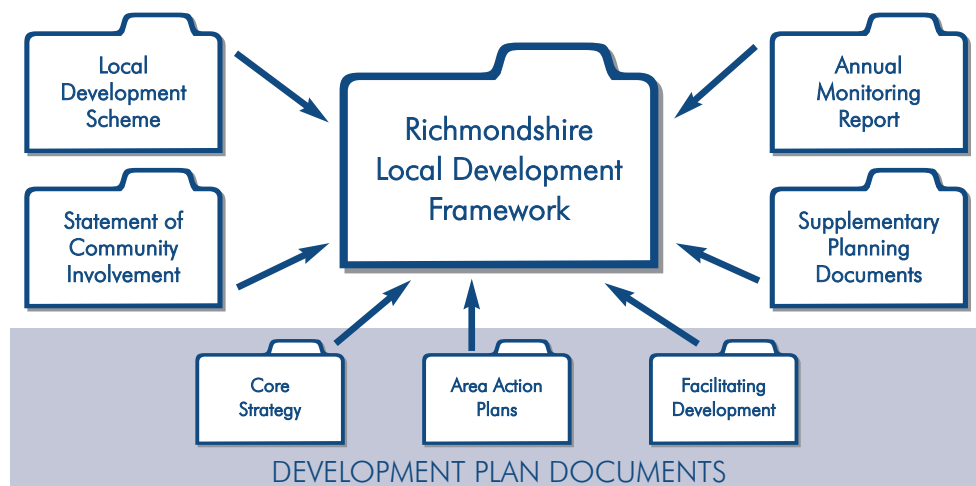 Local
Development
Scheme
Richmondshire
Local Development
Framework
Annual
Monitoring
Report
Statement of
Community
Involvement
Supplementary
Planning
Documents
Core
Strategy
Area Action
Plans
Facilitating
Development
DEVELOPMENT PLAN DOCUMENTS